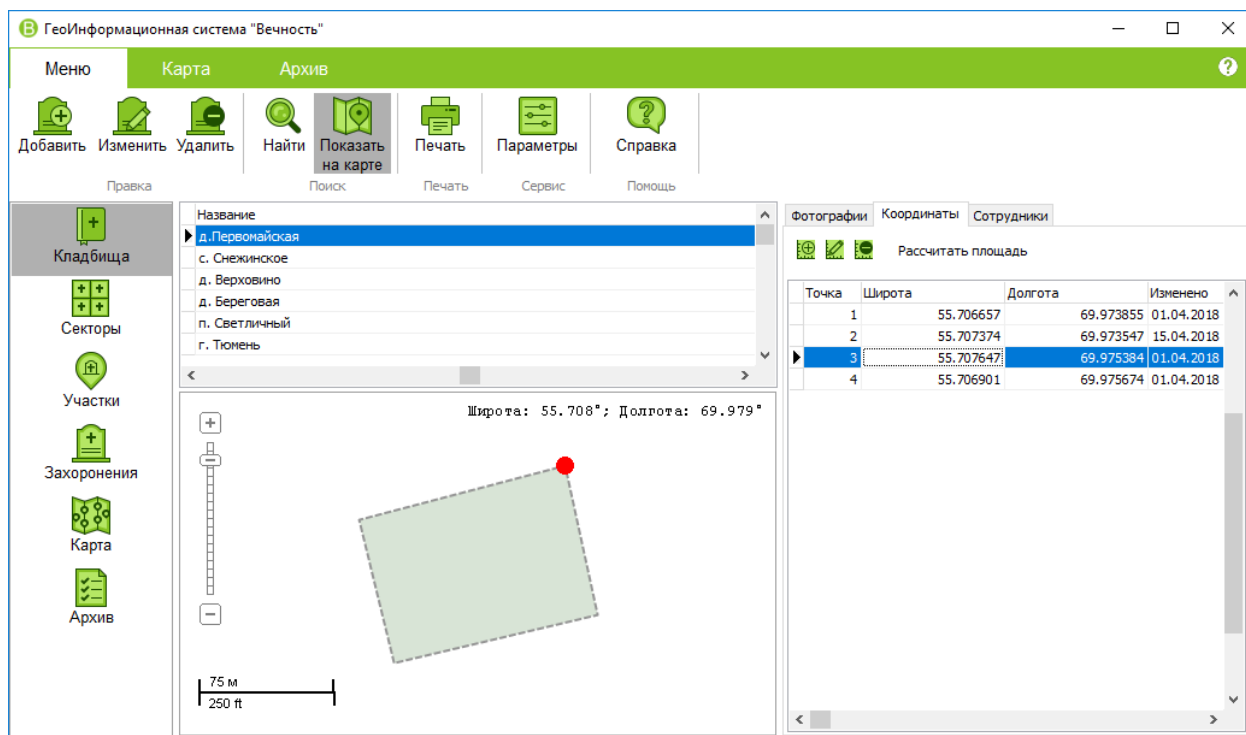 B ГеоИнформационная система "Вечность"
Меню Карта Архив ?
Добавить Изменить Удалить Найти Показать на карте Печать Параметры Справка
Правка Поиск Печать Сервис Помощь
Кладбища
Секторы
Участки
Захоронения
Карта
Архив
Название
д.Первомайская
с. Снежинское
д. Верховино
д. Береговая
п. Светличный
г. Тюмень
Широта: 55.708°; Долгота: 69.979°
75 м
250 ft
Фотографии Координаты Сотрудники
Рассчитать площадь
Точка Широта Долгота Изменено
1 55.706657 69.973855 01.04.2018
2 55.707374 69.973547 15.04.2018
3 55.707647 69.975384 01.04.2018
4 55.706901 69.975674 01.04.2018